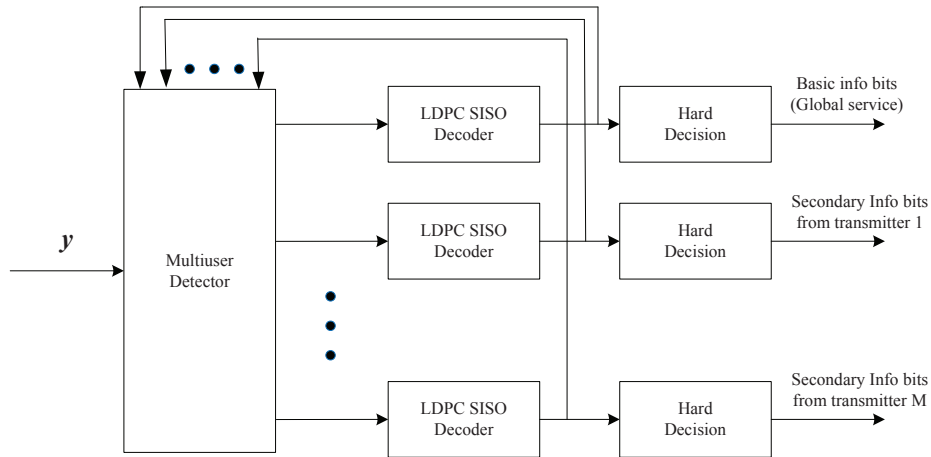 LDPC SISO
Decoder
Hard
Decision
Basic info bits
(Global service)
y
Multiuser
Detector
LDPC SISO
Decoder
Hard
Decision
Secondary Info bits
from transmitter 1
LDPC SISO
Decoder
Hard
Decision
Secondary Info bits
from transmitter M